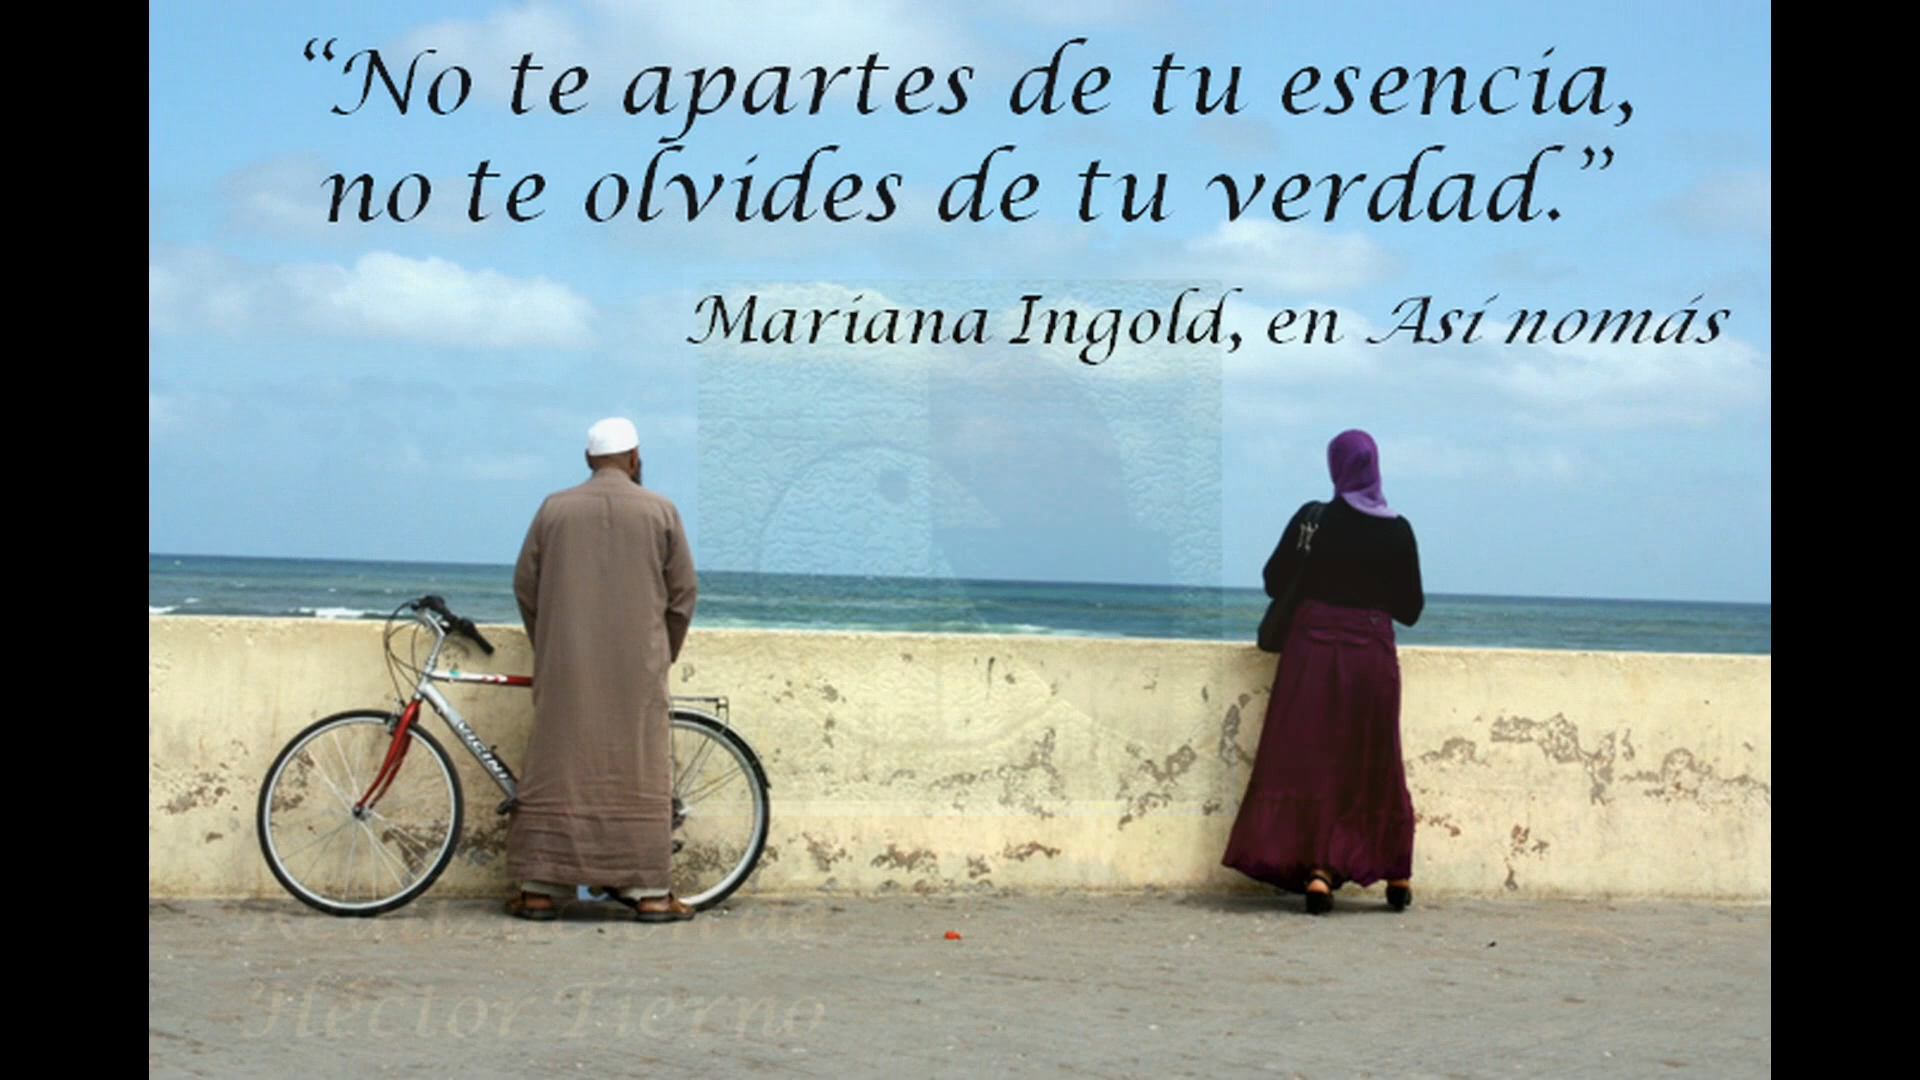 “No te apartes de tu esencia,
no te olvides de tu verdad.”
Mariana Ingold, en Así nomás
Héctor Tierno